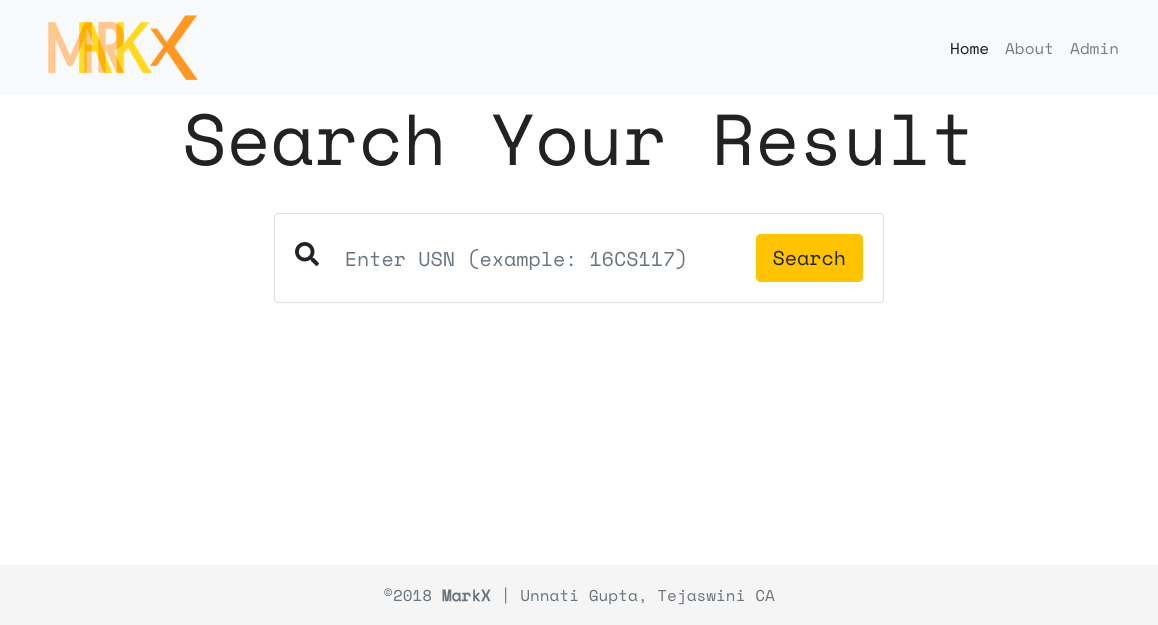 MARKX
Home About Admin
Search Your Result
Enter USN (example: 16CS117)
Search
©2018 MarkX | Unnati Gupta, Tejaswini CA